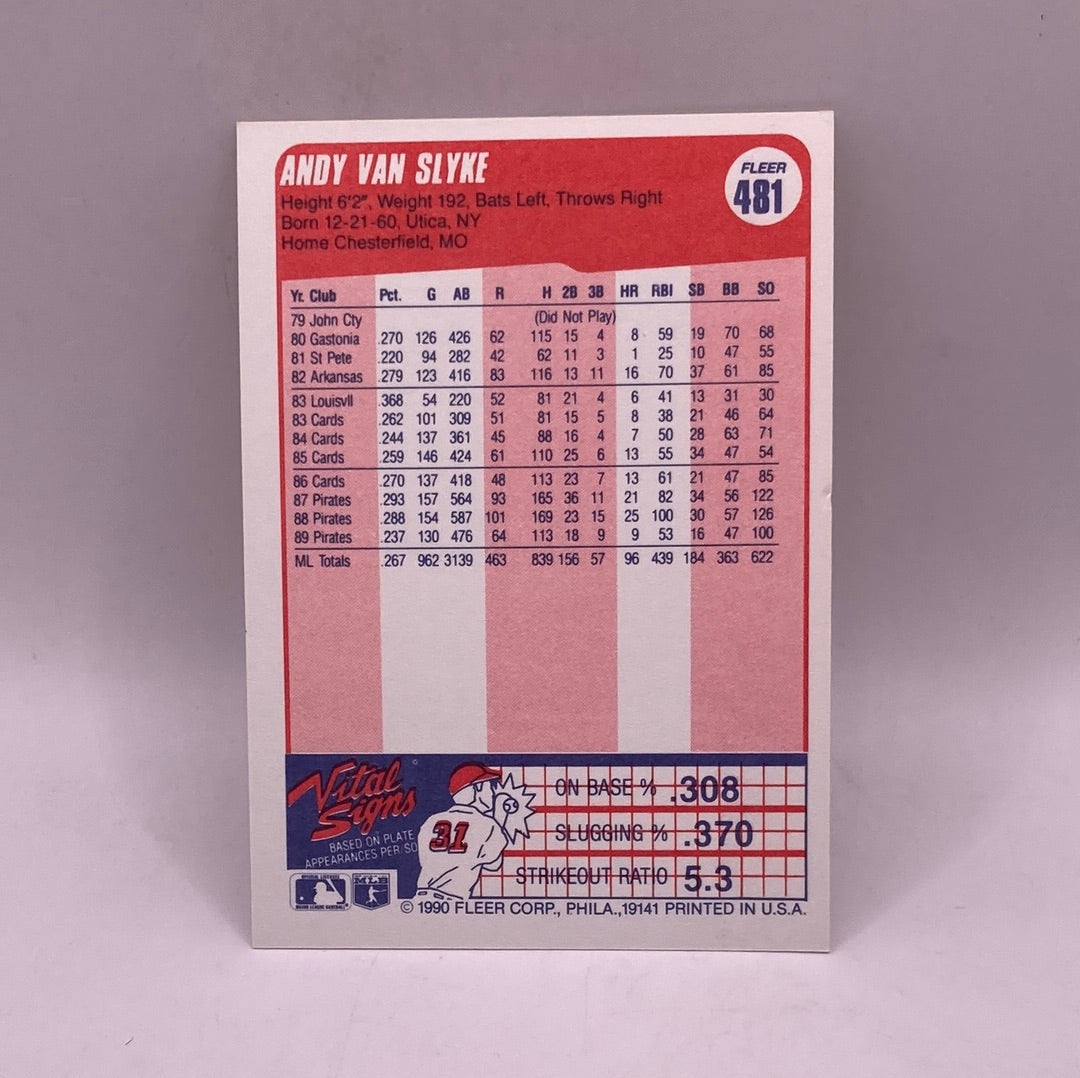 ANDY VAN SLYKE
FLEER
481
Height 6'2", Weight 192, Bats Left, Throws Right
Born 12-21-60, Utica, NY
Home Chesterfield, MO
Yr. Club Pct. G AB R H 2B 3B HR RBI SB BB SO
79 John Cty (Did Not Play)
80 Gastonia .270 126 426 62 115 15 4 8 59 19 70 68
81 St Pete .220 94 282 42 62 11 3 1 25 10 47 55
82 Arkansas .279 123 416 83 116 13 11 16 70 37 61 85
83 Louisvll .368 54 220 52 81 21 4 6 41 13 31 30
83 Cards .262 101 309 51 81 15 5 8 38 21 46 64
84 Cards .244 137 361 45 88 16 4 7 50 28 63 71
85 Cards .259 146 424 61 110 25 6 13 55 34 47 54
86 Cards .270 137 418 48 113 23 7 13 61 21 47 85
87 Pirates .293 157 564 93 165 36 11 21 82 34 56 122
88 Pirates .288 154 587 101 169 23 15 25 100 30 57 126
89 Pirates .237 130 476 64 113 18 9 9 53 16 47 100
ML Totals .267 962 3139 463 839 156 57 96 439 184 363 622
Vital Signs ©
BASED ON PLATE
APPEARANCES PER SO
31
ON BASE % .308
SLUGGING % .370
STRIKEOUT RATIO 5.3
MLB
© 1990 FLEER CORP., PHILA.,19141 PRINTED IN U.S.A.